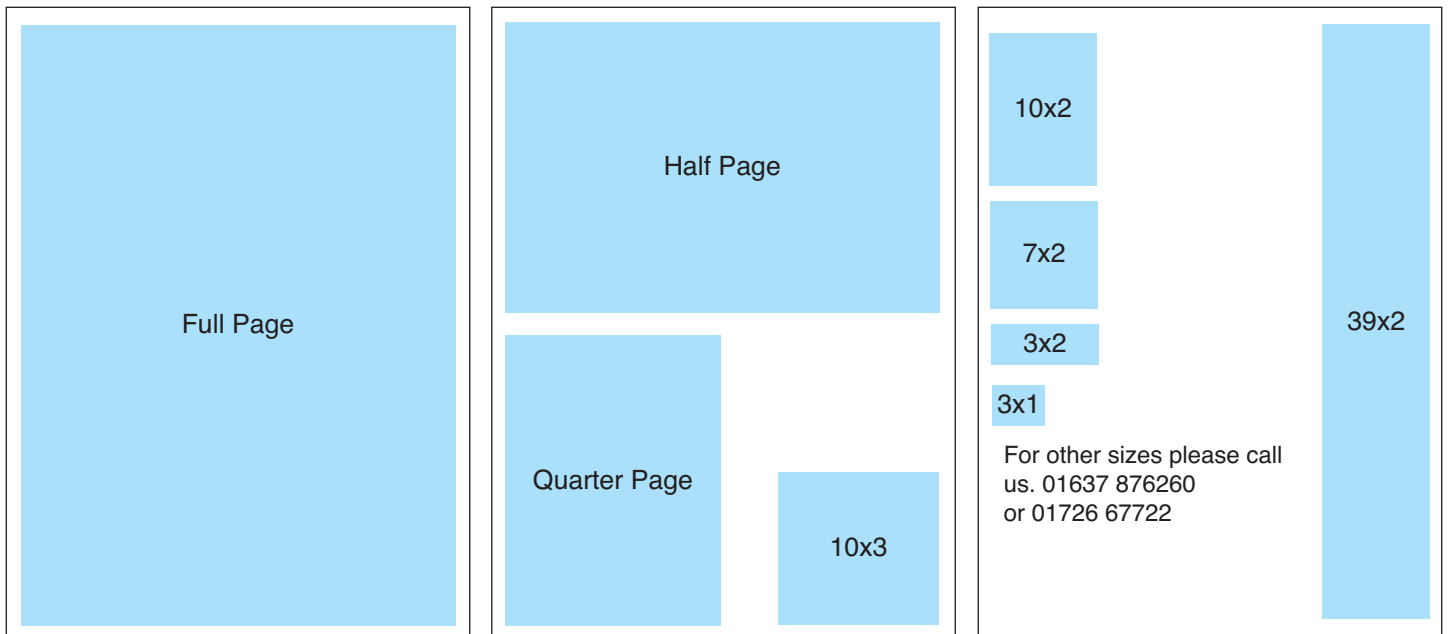 Full Page
Half Page
Quarter Page
10x3
10x2
7x2
3x2
3x1
For other sizes please call
us. 01637 876260
or 01726 67722
39x2